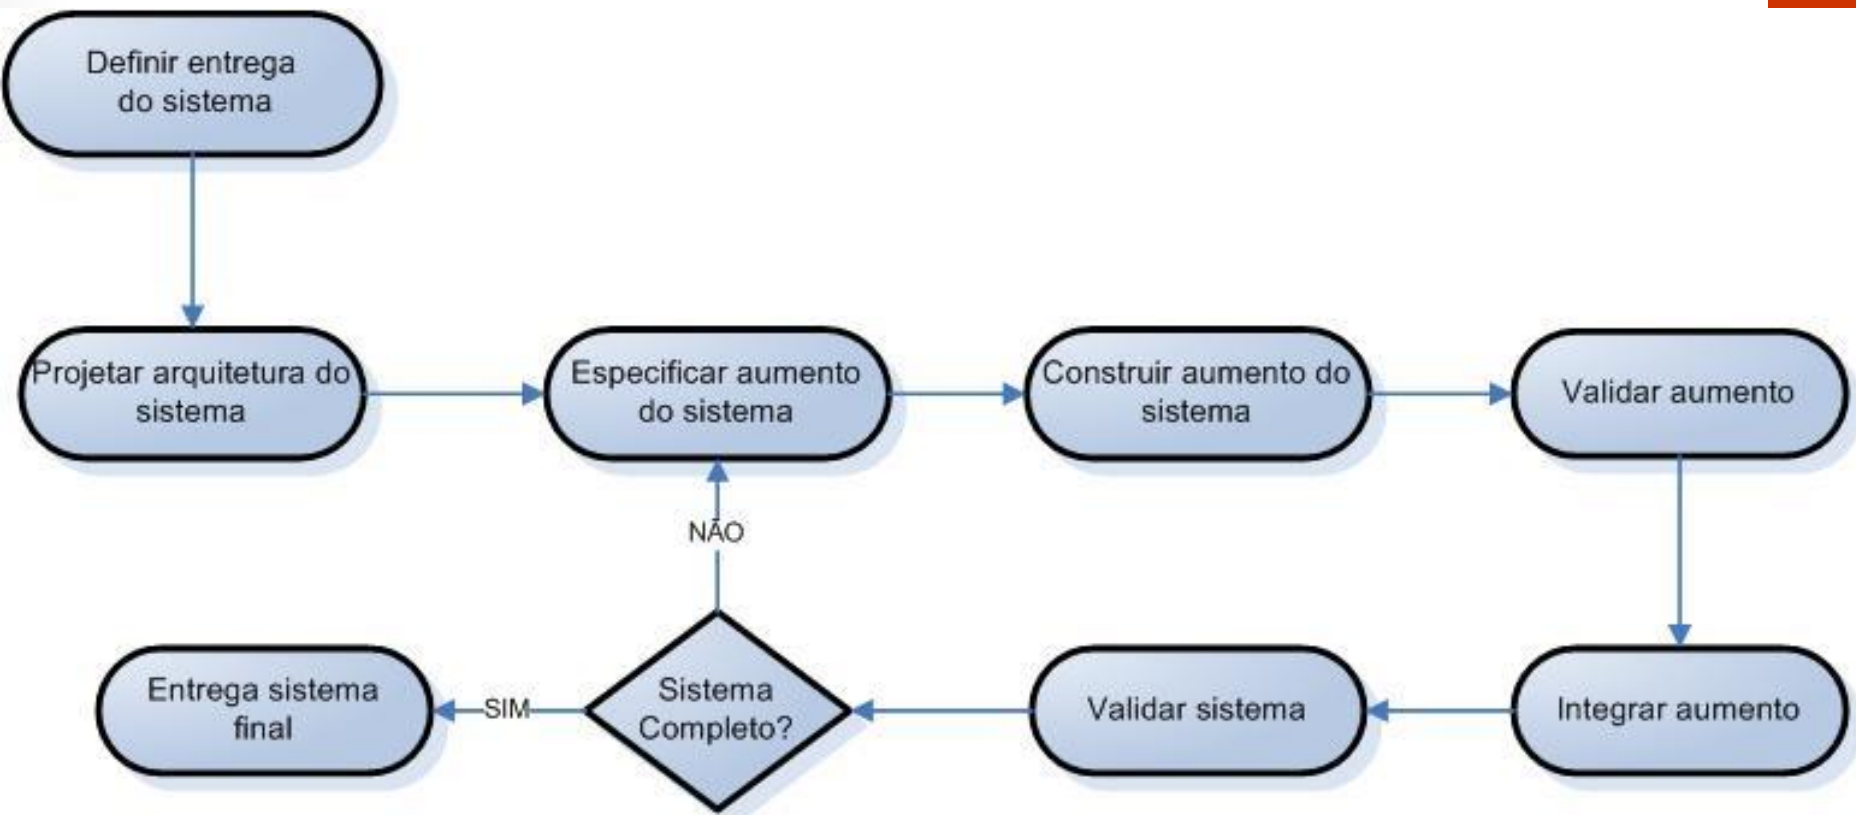 Definir entrega
do sistema
Projetar arquitetura do
sistema
Especificar aumento
do sistema
Construir aumento do
sistema
Validar aumento
NÃO
Entrega sistema
final
SIM
Sistema
Completo?
Validar sistema
Integrar aumento